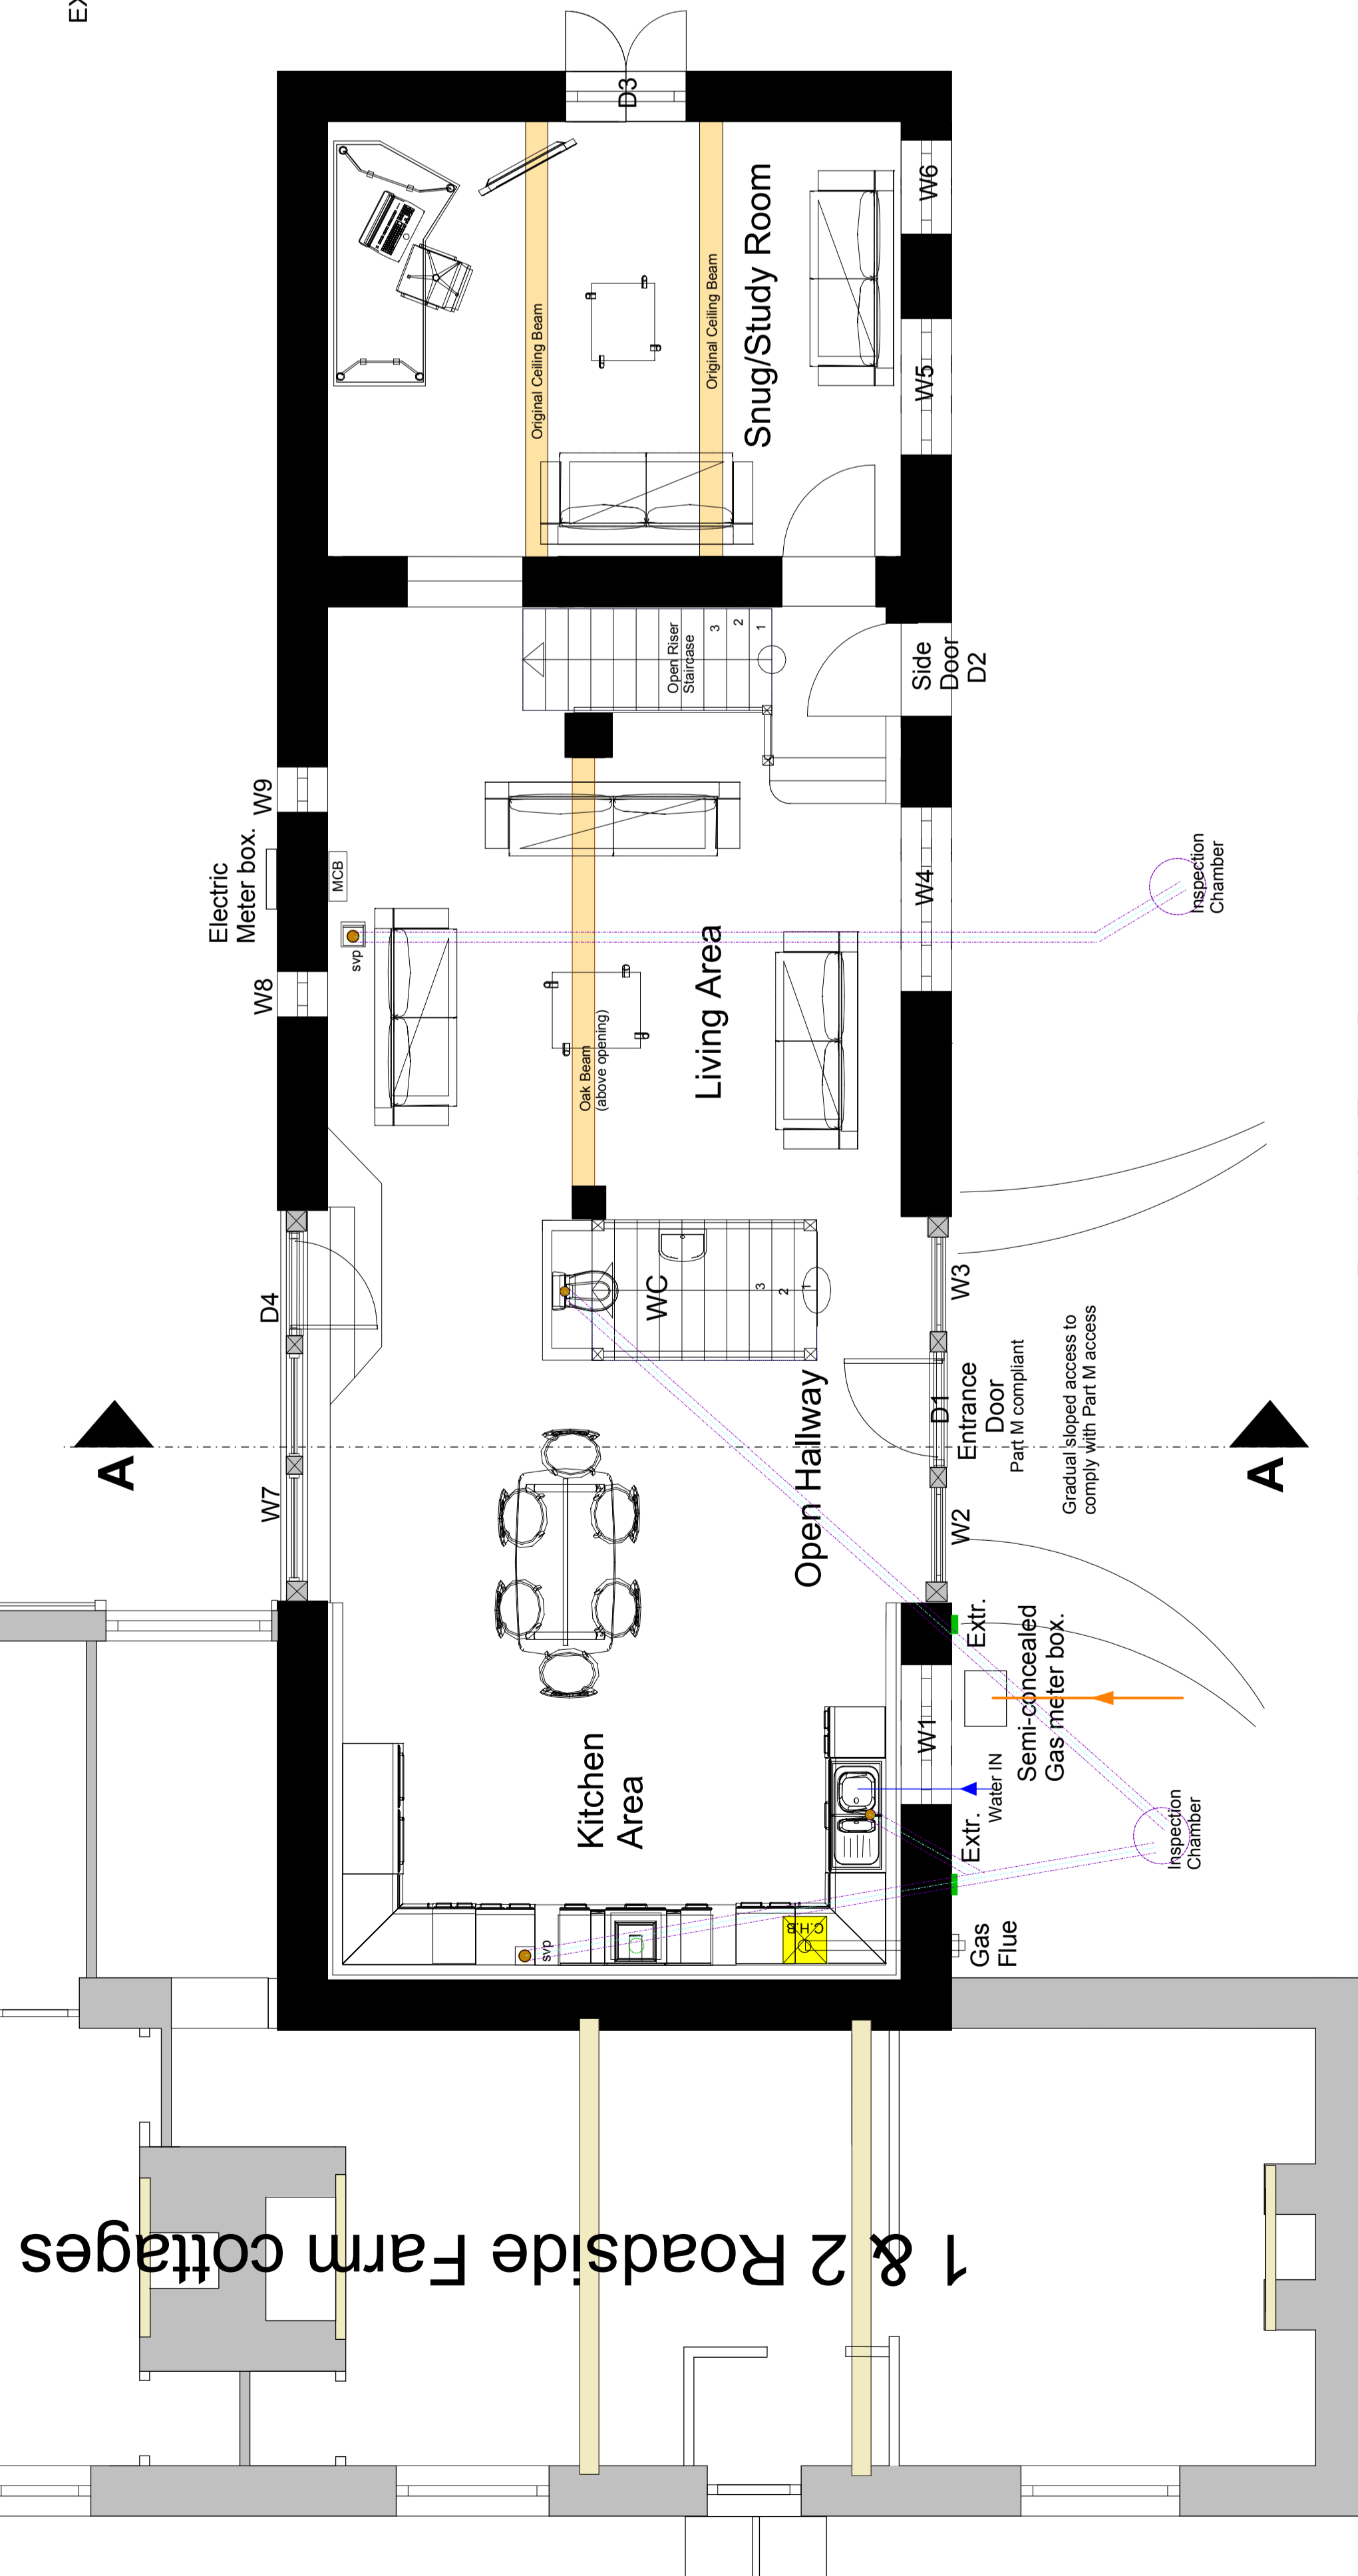 EX
D3
W6
Original Ceiling Beam
Original Ceiling Beam
Snug/Study Room
W5
Open Riser
Staircase
3
2
1
Side
Door
D2
W9
Electric
Meter box.
MCB
svp
W8
W4
Inspection
Chamber
Living Area
Oak Beam
(above opening)
D4
WC
3
2
1
W3
D1
Entrance
Door
Part M compliant
Gradual sloped access to
comply with Part M access
A
A
W7
Open Hallway
W2
Extr.
Semi-concealed
Gas meter box.
W1
Water IN
Kitchen
Area
Extr.
Inspection
Chamber
svp
C.H.B
Gas
Flue
1 & 2 Roadside Farm cottages